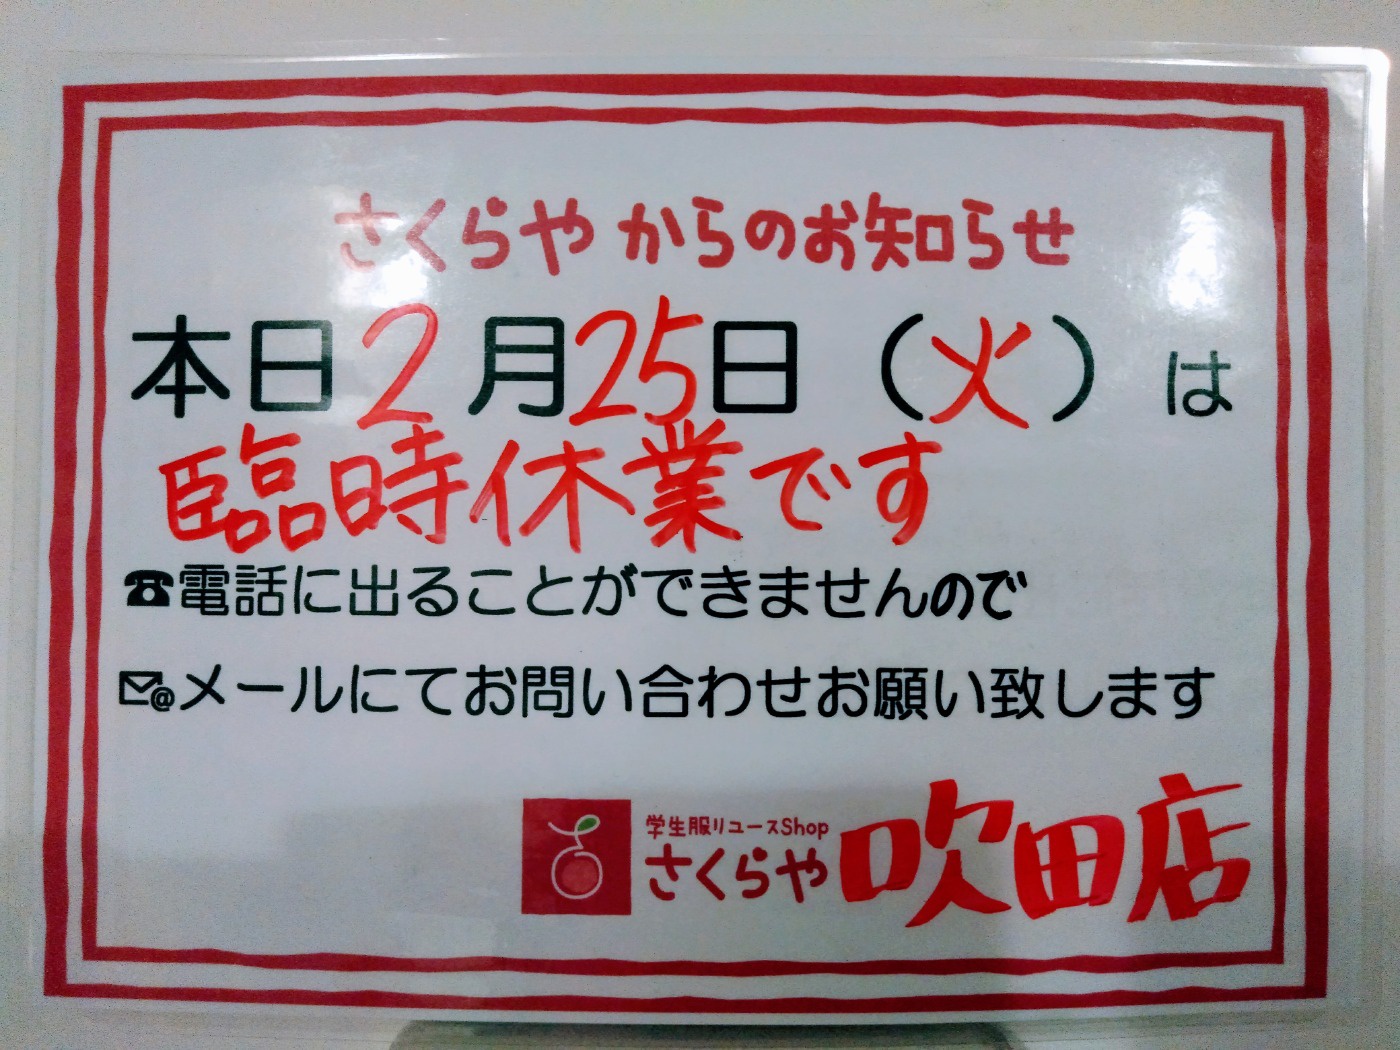 さくらや からのお知らせ
本日2月25日(火)は
臨時休業です
☎電話に出ることができませんので
メールにてお問い合わせお願い致します
学生服リユースShop
さくらや 吹田店